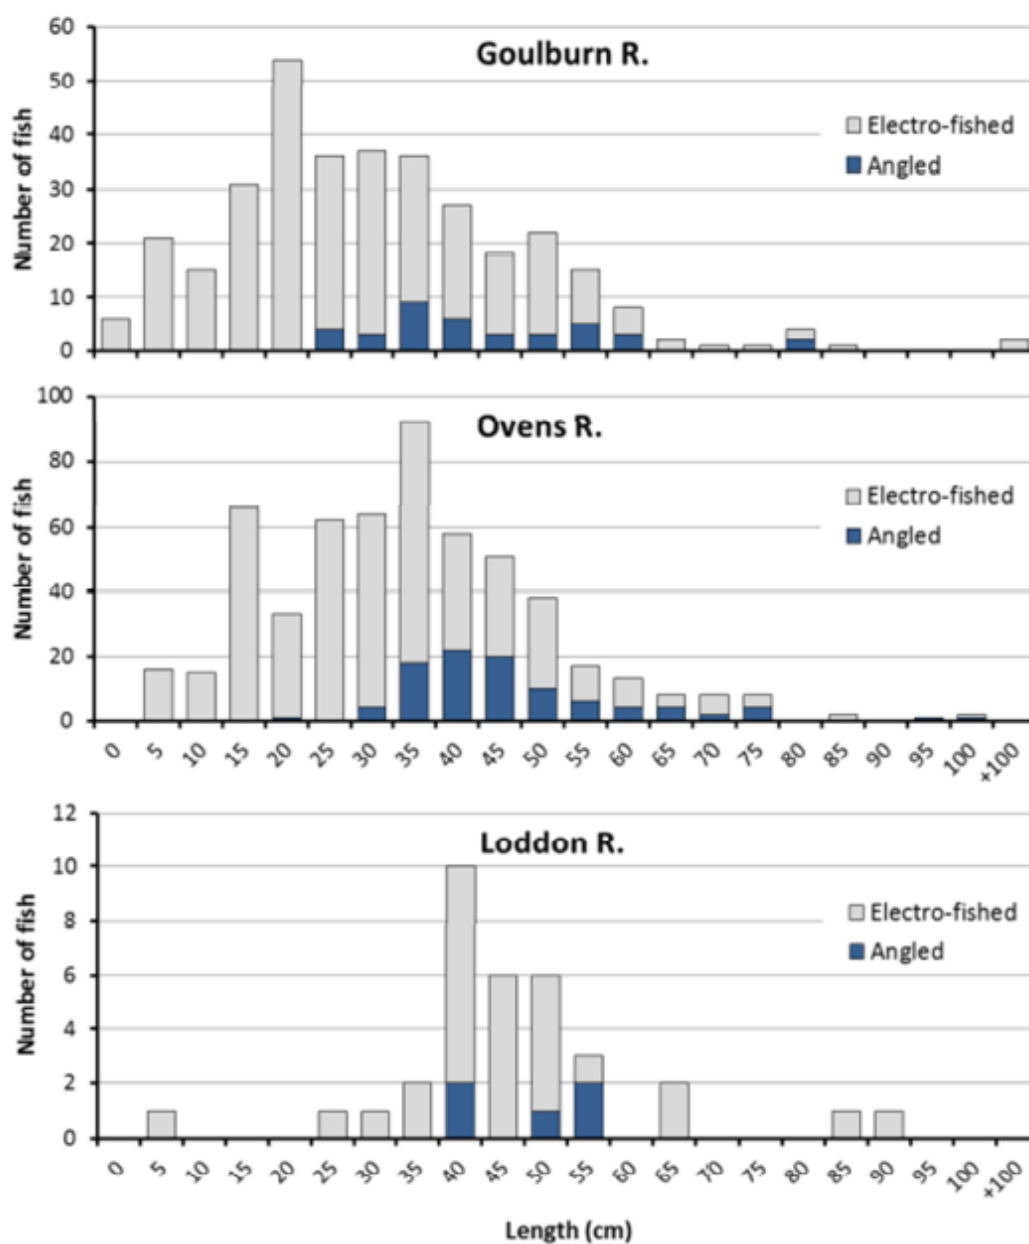 Goulburn R.
Number of fish
60
50
40
30
20
10
0
Electro-fished
Angled
Ovens R.
Number of fish
100
80
60
40
20
0
Electro-fished
Angled
0 5 10 15 20 25 30 35 40 45 50 55 60 65 70 75 80 85 90 95 100 +100
Loddon R.
Number of fish
12
10
8
6
4
2
0
Electro-fished
Angled
0 5 10 15 20 25 30 35 40 45 50 55 60 65 70 75 80 85 90 95 100 +100
Length (cm)